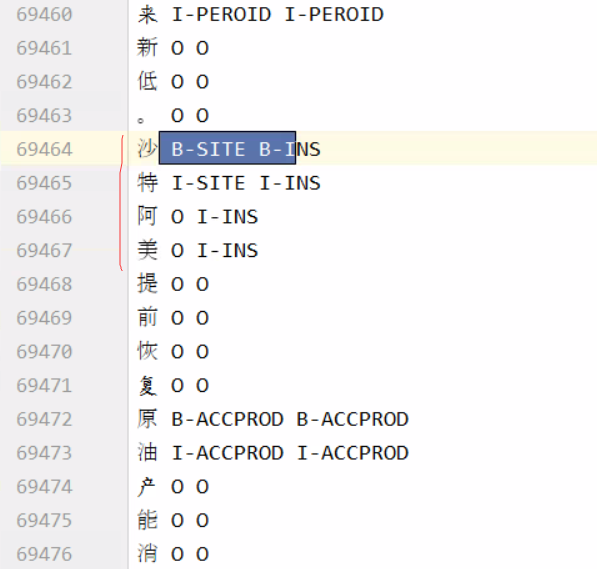 69460 来 I-PEROID I-PEROID
69461 新 O O
69462 低 O O
69463 。 O O
69464 沙 B-SITE B-INS
69465 特 I-SITE I-INS
69466 阿 O I-INS
69467 美 O I-INS
69468 提 O O
69469 前 O O
69470 恢 O O
69471 复 O O
69472 原 B-ACCPROD B-ACCPROD
69473 油 I-ACCPROD I-ACCPROD
69474 产 O O
69475 能 O O
69476 消 O O